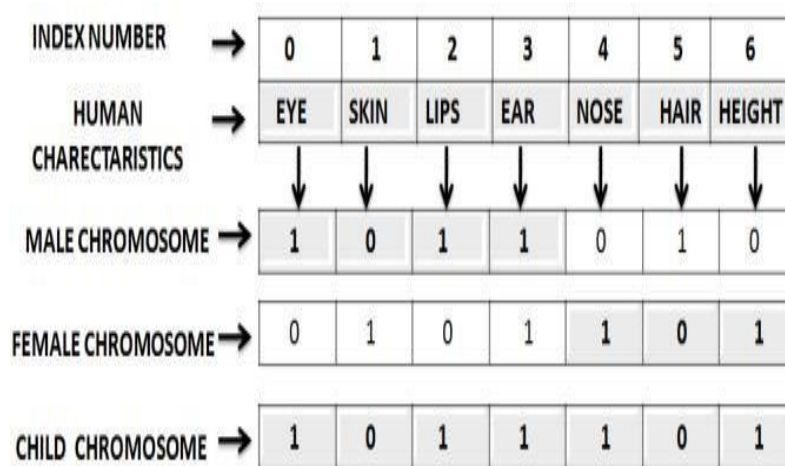 INDEX NUMBER 0 1 2 3 4 5 6
HUMAN
CHARECTARISTICS
EYE SKIN LIPS EAR NOSE HAIR HEIGHT
MALE CHROMOSOME 1 0 1 1 0 1 0
FEMALE CHROMOSOME 0 1 0 1 1 0 1
CHILD CHROMOSOME 1 0 1 1 1 0 1